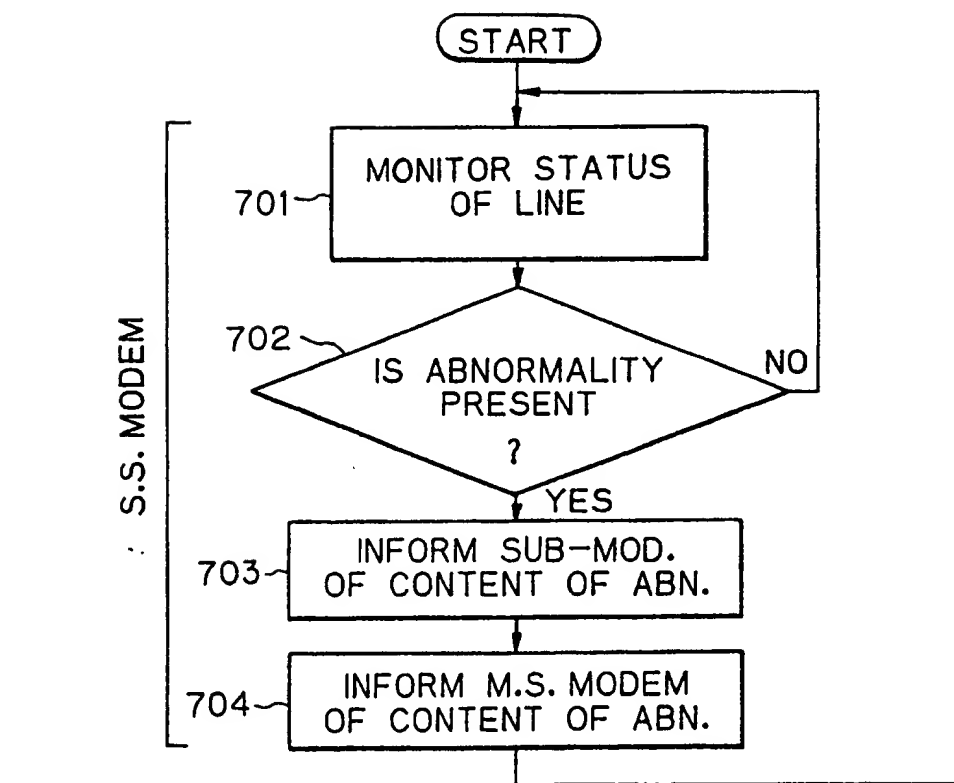 START
MONITOR STATUS
OF LINE
701
702
IS ABNORMALITY
PRESENT
?
NO
YES
S.S. MODEM
INFORM SUB-MOD.
OF CONTENT OF ABN.
703
INFORM M.S. MODEM
OF CONTENT OF ABN.
704